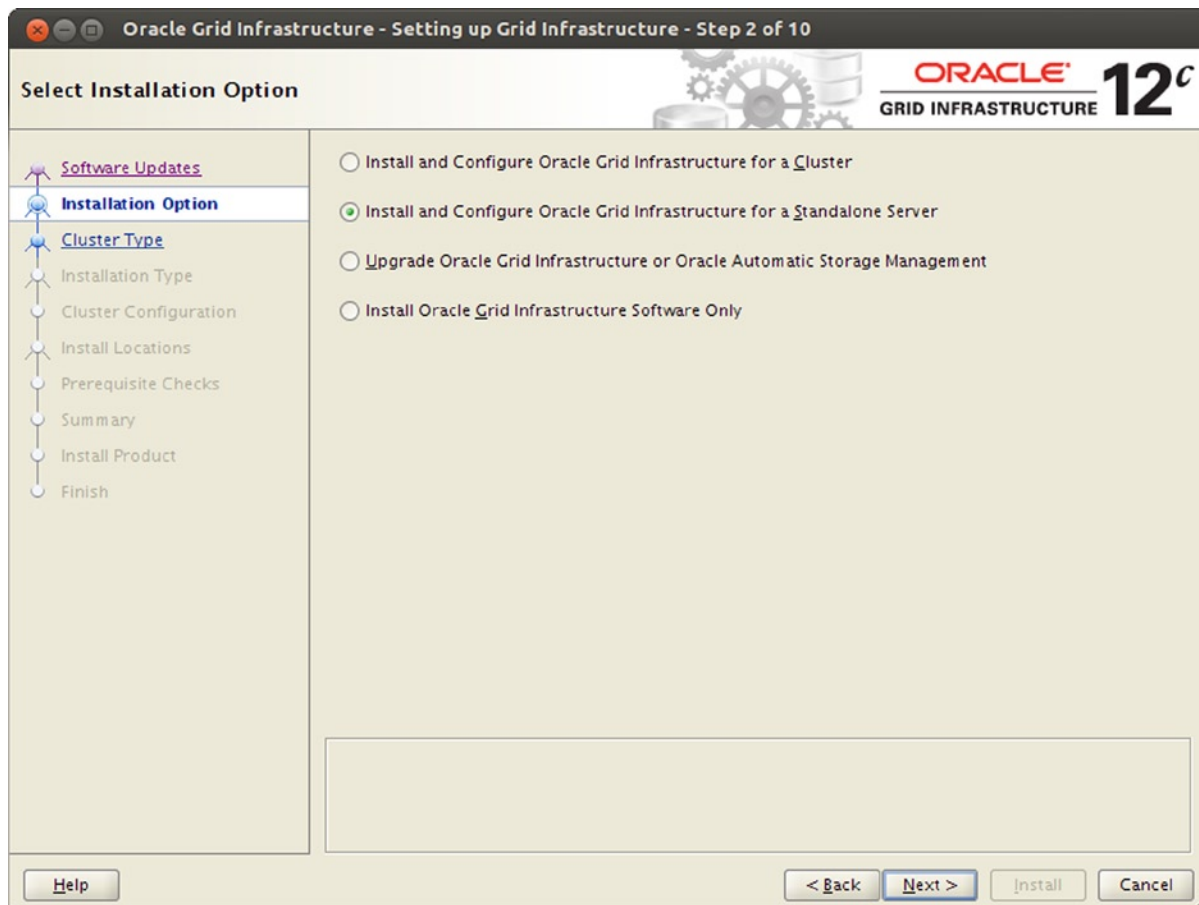 Oracle Grid Infrastructure - Setting up Grid Infrastructure - Step 2 of 10
Select Installation Option
ORACLE
GRID INFRASTRUCTURE
12c
Software Updates
Installation Option
Cluster Type
Installation Type
Cluster Configuration
Install Locations
Prerequisite Checks
Summary
Install Product
Finish
Install and Configure Oracle Grid Infrastructure for a Cluster
Install and Configure Oracle Grid Infrastructure for a Standalone Server
Upgrade Oracle Grid Infrastructure or Oracle Automatic Storage Management
Install Oracle Grid Infrastructure Software Only
Help
< Back
Next >
Install
Cancel